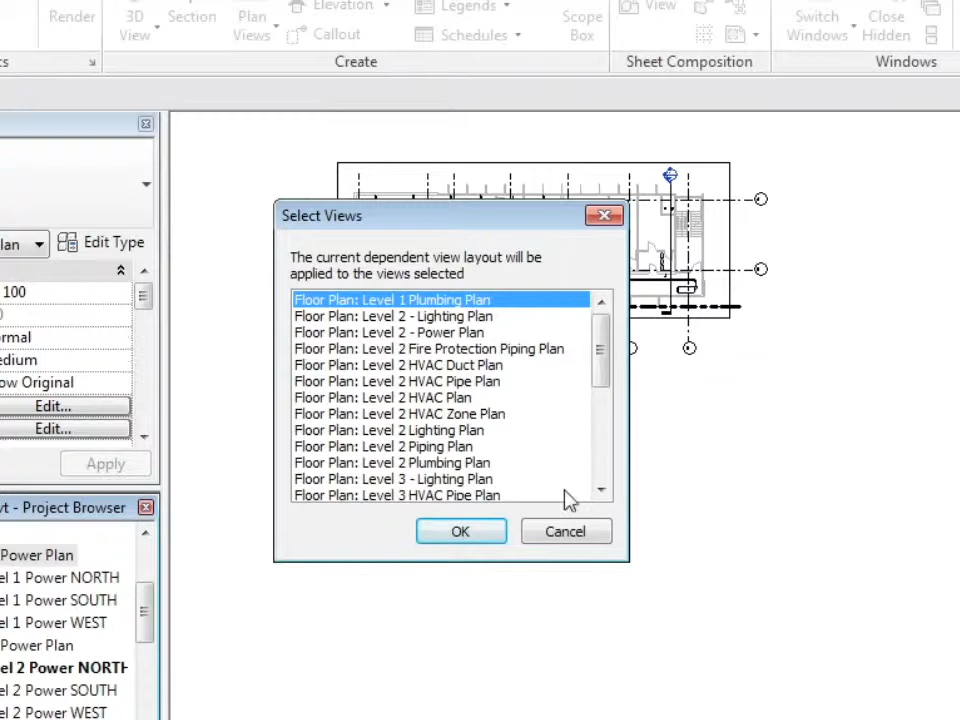 Elevation
Legends
View
Render
3D
View
Section
Plan
Views
Callout
Schedules
Scope
Box
Switch
Windows
Close
Hidden
Create
Sheet Composition
Windows
Select Views
The current dependent view layout will be
applied to the views selected
Floor Plan: Level 1 Plumbing Plan
Floor Plan: Level 2 - Lighting Plan
Floor Plan: Level 2 - Power Plan
Floor Plan: Level 2 Fire Protection Piping Plan
Floor Plan: Level 2 HVAC Duct Plan
Floor Plan: Level 2 HVAC Pipe Plan
Floor Plan: Level 2 HVAC Plan
Floor Plan: Level 2 HVAC Zone Plan
Floor Plan: Level 2 Lighting Plan
Floor Plan: Level 2 Piping Plan
Floor Plan: Level 2 Plumbing Plan
Floor Plan: Level 3 - Lighting Plan
Floor Plan: Level 3 HVAC Pipe Plan
OK
Cancel
lan
Edit Type
100
ormal
edium
ow Original
Edit...
Edit...
Apply
vt - Project Browser
Power Plan
el 1 Power NORTH
el 1 Power SOUTH
el 1 Power WEST
Power Plan
el 2 Power NORTH
el 2 Power SOUTH
el 2 Power WEST